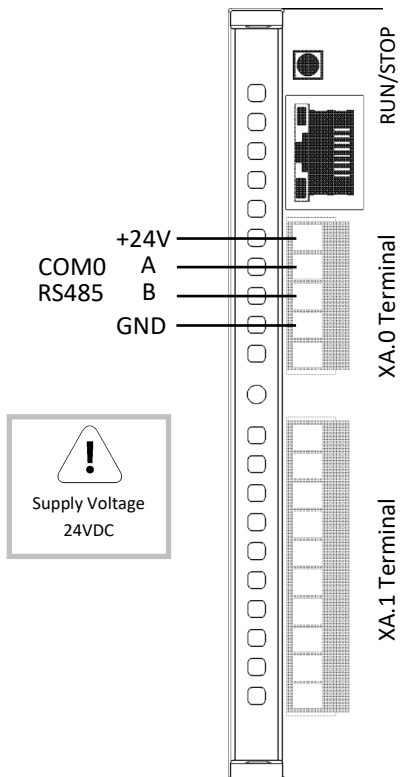 RUN/STOP
+24V
COM0 A
RS485 B
GND
XA.0 Terminal
!
Supply Voltage
24VDC
XA.1 Terminal